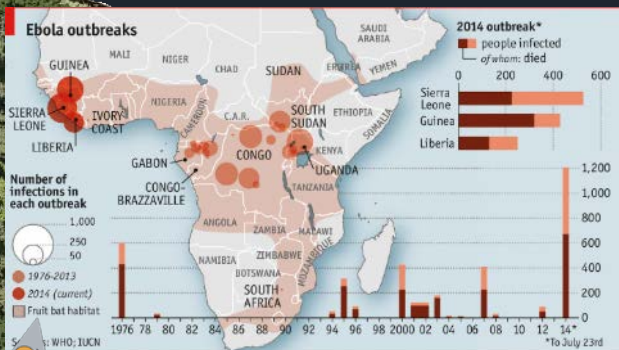 Ebola outbreaks
GUINEA
MALI
NIGER
CHAD
SUDAN
ERITREA
SAUDI
ARABIA
YEMEN
SIERRA
LEONE
IVORY
COAST
LIBERIA
NIGERIA
CAMEROON
C.A.R.
SOUTH
SUDAN
ETHIOPIA
SOMALIA
GABON
CONGO-
BRAZZAVILLE
CONGO
KENYA
UGANDA
TANZANIA
ANGOLA
ZAMBIA
MALAWI
MOZAMBIQUE
NAMIBIA
ZIMBABWE
BOTSWANA
SOUTH
AFRICA
Number of
infections in
each outbreak
1,000
250
50
1976-2013
2014 (current)
Fruit bat habitat
WHO; IUCN
2014 outbreak*
people infected
of whom: died
0 200 400 600
Sierra
Leone
Guinea
Liberia
1,200
1,000
800
600
400
200
0
1976 78 80 82 84 86 88 90 92 94 96 98 2000 02 04 06 08 10 12 14*
*To July 23rd